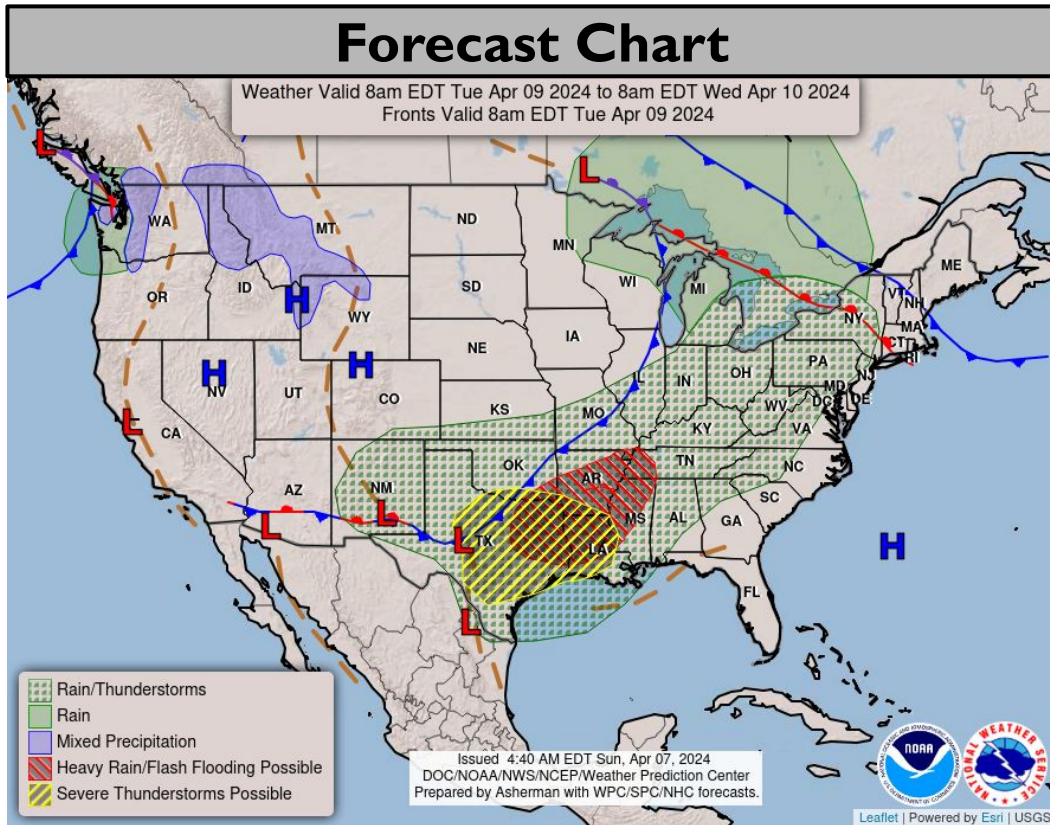 Forecast Chart
Weather Valid 8am EDT Tue Apr 09 2024 to 8am EDT Wed Apr 10 2024
Fronts Valid 8am EDT Tue Apr 09 2024
L
L
WA
MT
ND
MN
ME
OR
ID
H
WY
SD
WI
MI
VT
NH
NY
MA
CT
RI
H
NV
UT
H
CO
NE
IA
IL
IN
OH
PA
NJ
MD
DE
DC
L
CA
KS
MO
KY
WV
VA
AZ
NM
OK
AR
TN
NC
SC
L
L
L
TX
LA
MS
AL
GA
H
FL
L
Rain/Thunderstorms
Rain
Mixed Precipitation
Heavy Rain/Flash Flooding Possible
Severe Thunderstorms Possible
Issued 4:40 AM EDT Sun, Apr 07, 2024
DOC/NOAA/NWS/NCEP/Weather Prediction Center
Prepared by Asherman with WPC/SPC/NHC forecasts.
NOAA
NATIONAL WEATHER SERVICE
Leaflet | Powered by Esri | USGS